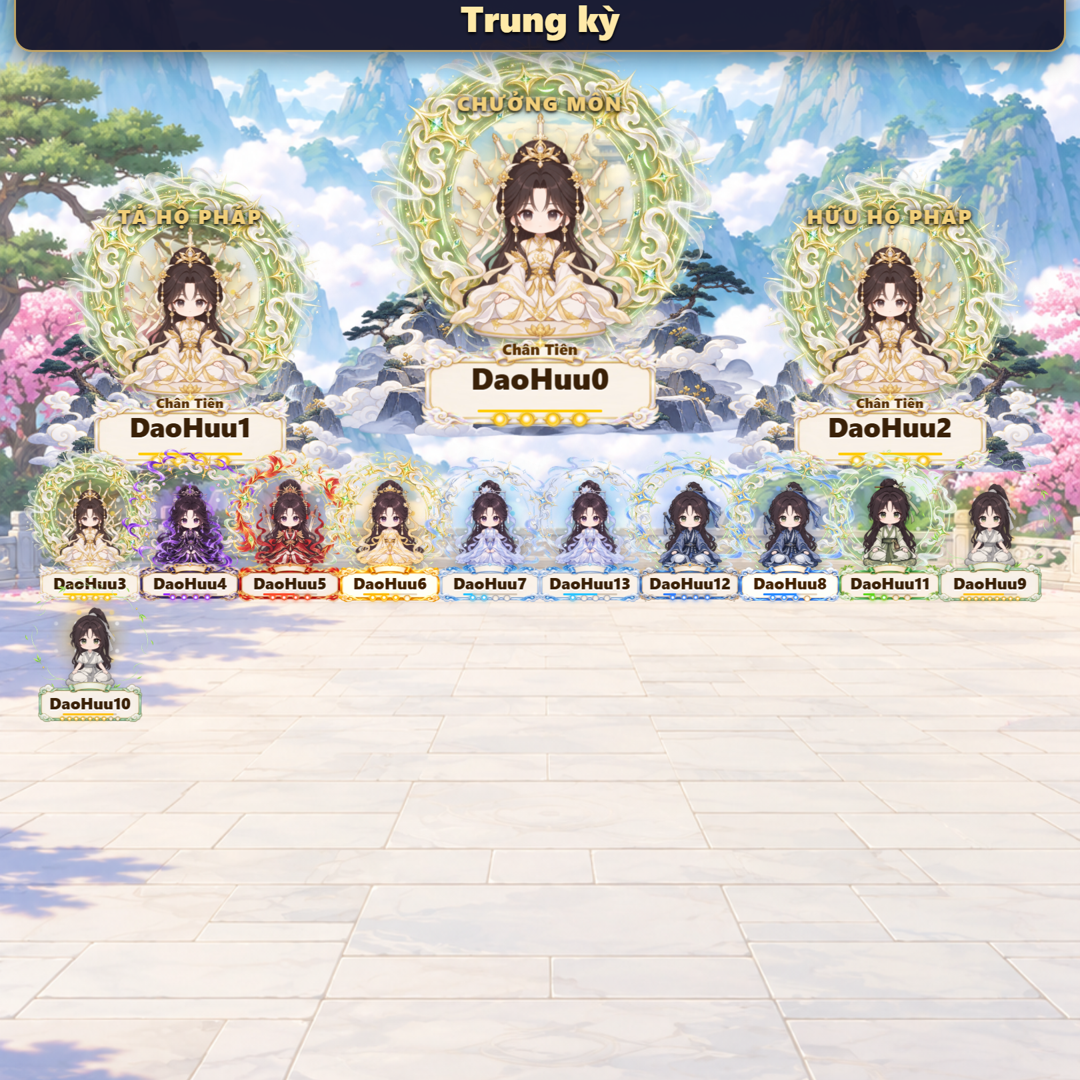 Trung kỳ
CHƯỞNG MÔN
TẢ HỘ PHÁP
HỮU HỘ PHÁP
Chân Tiên
DaoHuu0
Chân Tiên
DaoHuu1
Chân Tiên
DaoHuu2
DaoHuu3
DaoHuu4
DaoHuu5
DaoHuu6
DaoHuu7
DaoHuu13
DaoHuu12
DaoHuu8
DaoHuu11
DaoHuu9
DaoHuu10